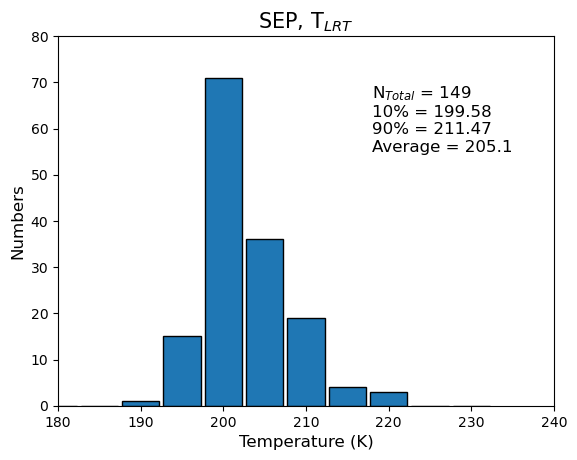 SEP, T_LRT
80
70
60
50
40
30
20
10
0
Numbers
N_Total = 149
10% = 199.58
90% = 211.47
Average = 205.1
180 190 200 210 220 230 240
Temperature (K)